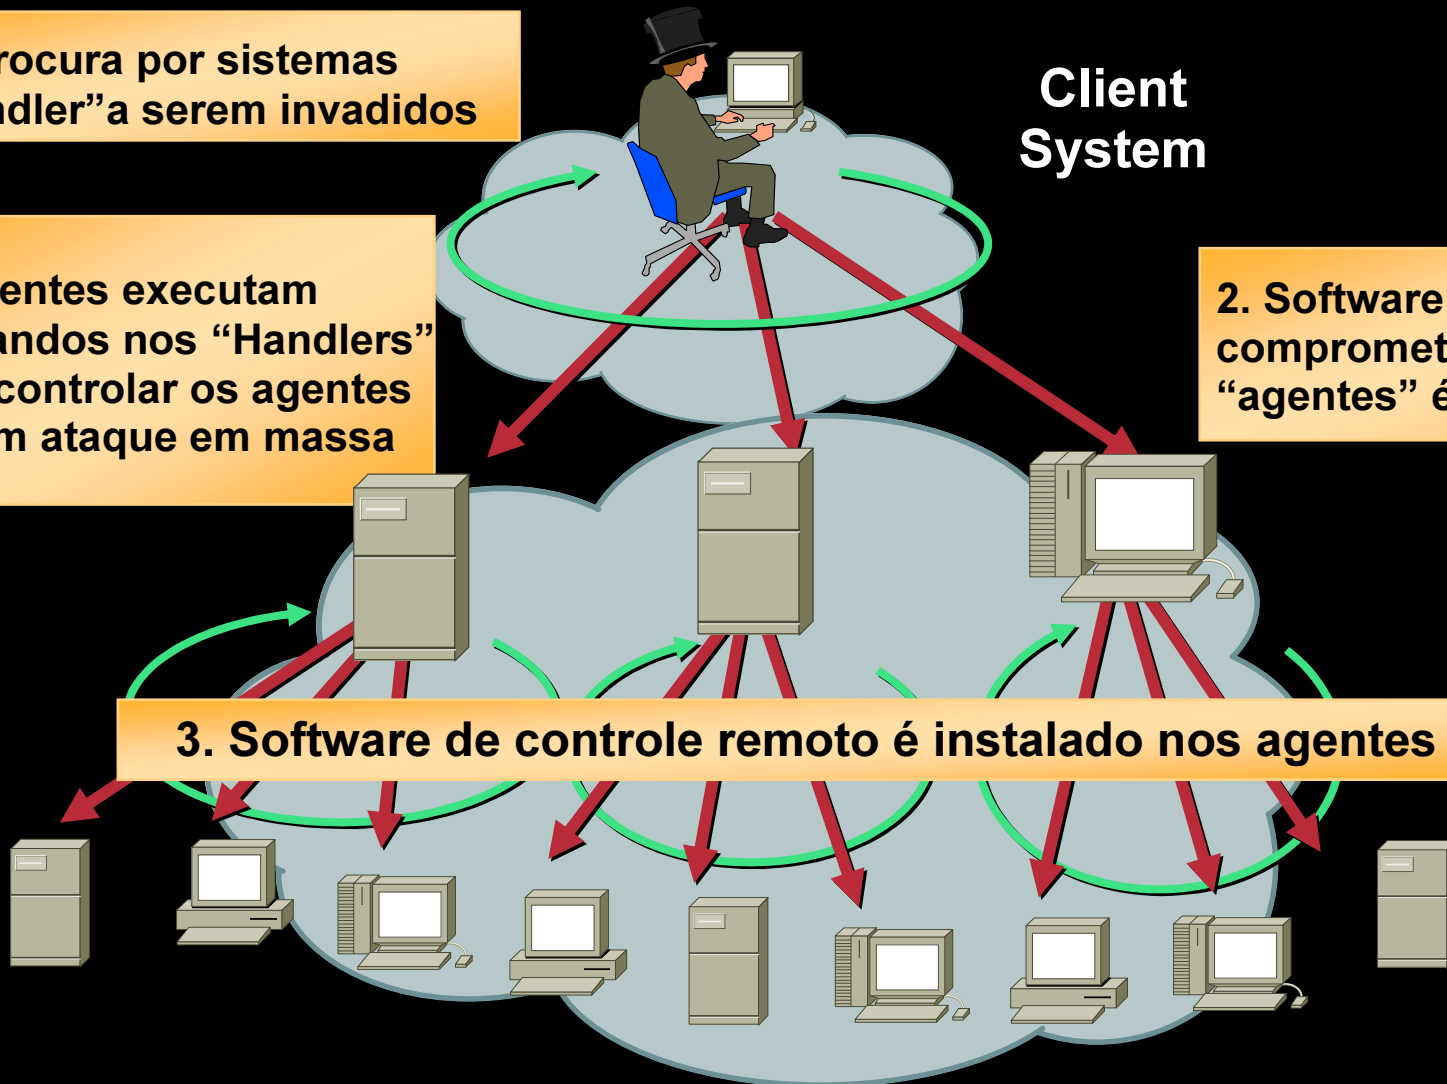 rocura por sistemas
ndler”a serem invadidos
Client
System
entes executam
andos nos “Handlers”
controlar os agentes
m ataque em massa
2. Software
compromet
“agentes” é
3. Software de controle remoto é instalado nos agentes